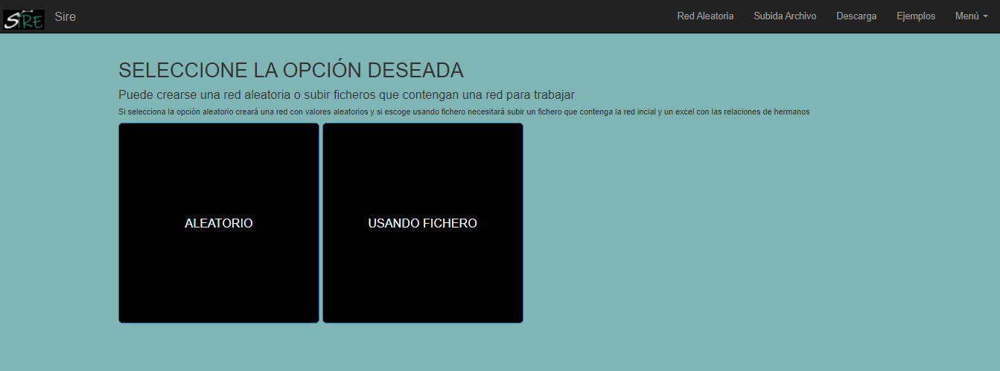 SIRE
Sire
Red Aleatoria
Subida Archivo
Descarga
Ejemplos
Menú
SELECCIONE LA OPCIÓN DESEADA
Puede crearse una red aleatoria o subir ficheros que contengan una red para trabajar
Si selecciona la opción aleatorio creará una red con valores aleatorios y si escoge usando fichero necesitará subir un fichero que contenga la red incial y un excel con las relaciones de hermanos
ALEATORIO
USANDO FICHERO